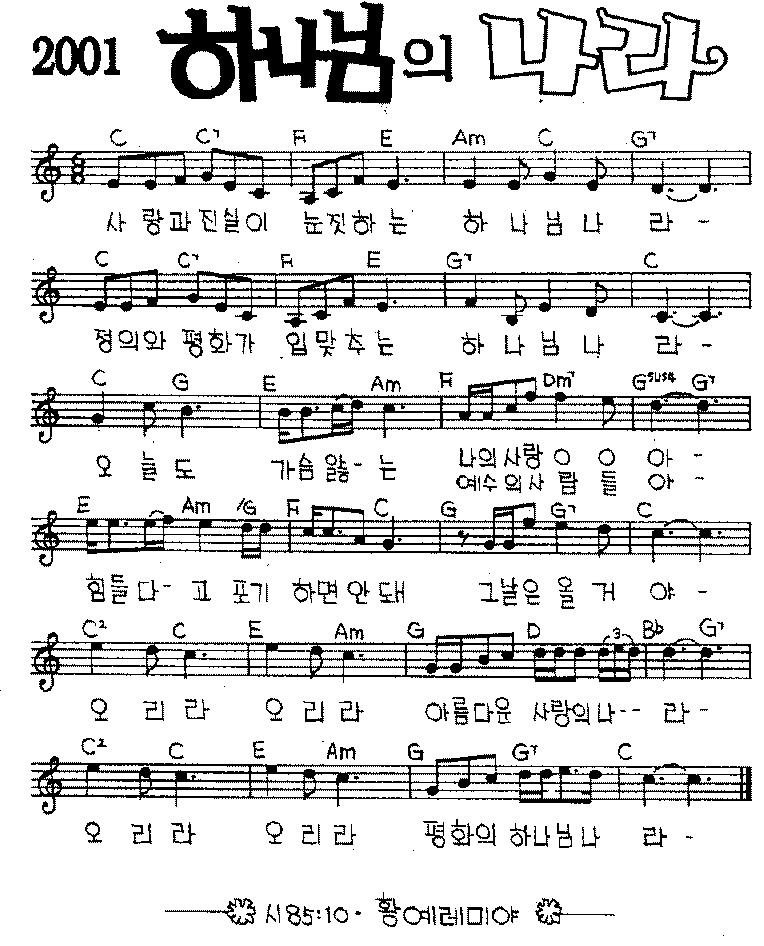 2001 하나님의 나라
C C7 F E Am C G7
사 랑과 진실이 눈짓하 는 하 나 님 나 라 -
C C7 F E G7 C
정의와 평화가 입맞추는 하 나 님 나 라 -
C G E Am F Dm7 Gsus4 G7
오 늘 도 가슴 앓- 는 나의 사랑 이 여 아 -
예수의 사 람 들 아 -
E Am /G F C G G7 C
힘들 다- 고 포기 하면 안 돼 그날은 올 거 야 -
C2 C E Am G D 3 Bb G7
오 리 라 오 리 라 아름다운 사랑의 나-- 라 -
C2 C E Am G G7 C
오 리 라 오 리 라 평화의 하나님 나 라 -
시85:10 · 황예레미야